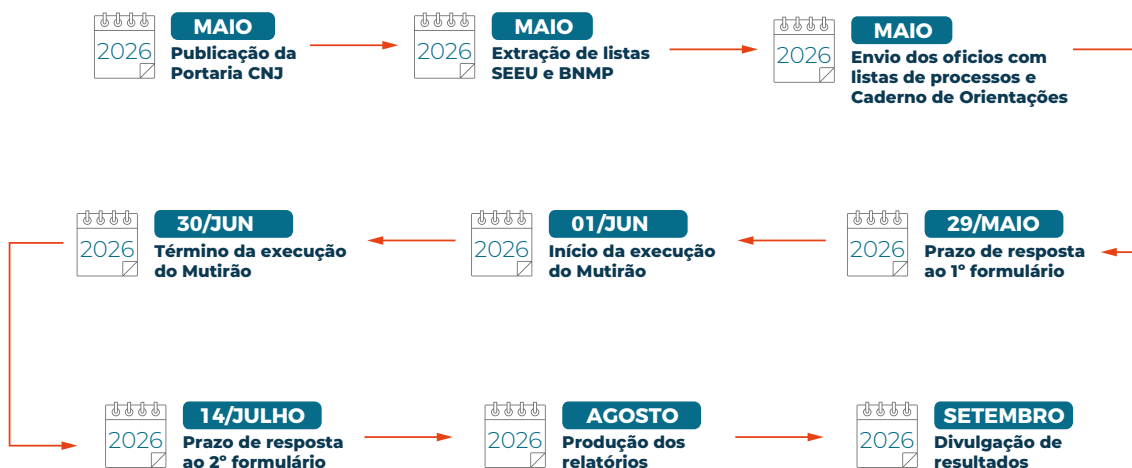 MAIO
2026
Publicação da
Portaria CNJ
MAIO
2026
Extração de listas
SEEU e BNMP
MAIO
2026
Envio dos ofícios com
listas de processos e
Caderno de Orientações
29/MAIO
2026
Prazo de resposta
ao 1º formulário
01/JUN
2026
Início da execução
do Mutirão
30/JUN
2026
Término da execução
do Mutirão
14/JULHO
2026
Prazo de resposta
ao 2º formulário
AGOSTO
2026
Produção dos
relatórios
SETEMBRO
2026
Divulgação de
resultados